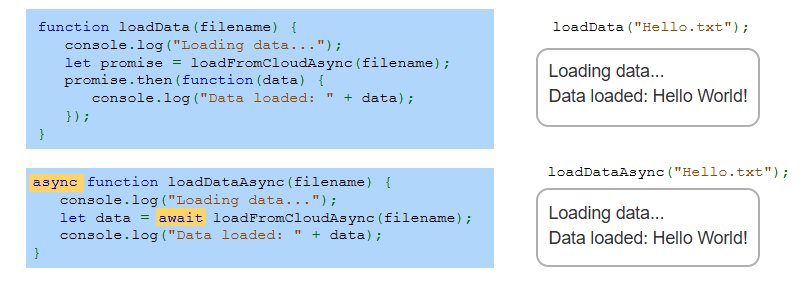 function loadData(filename) {
console.log("Loading data...");
let promise = loadFromCloudAsync(filename);
promise.then(function(data) {
console.log("Data loaded: " + data);
});
}
loadData("Hello.txt");
Loading data...
Data loaded: Hello World!
async function loadDataAsync(filename) {
console.log("Loading data...");
let data = await loadFromCloudAsync(filename);
console.log("Data loaded: " + data);
}
loadDataAsync("Hello.txt");
Loading data...
Data loaded: Hello World!